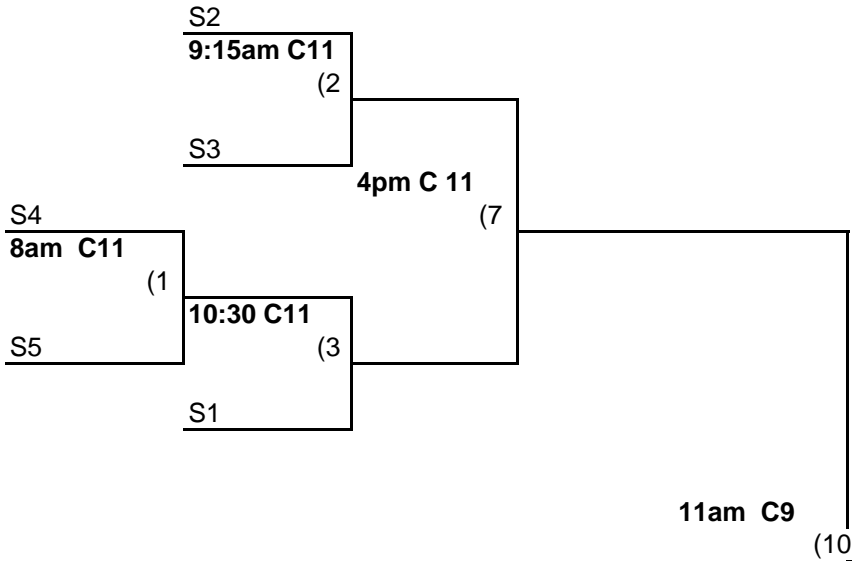 S2
9:15am C11
(2
S3
4pm C 11
S4
(7
8am  C11
(1
10:30 C11
S5
(3
S1
11am  C9
(10